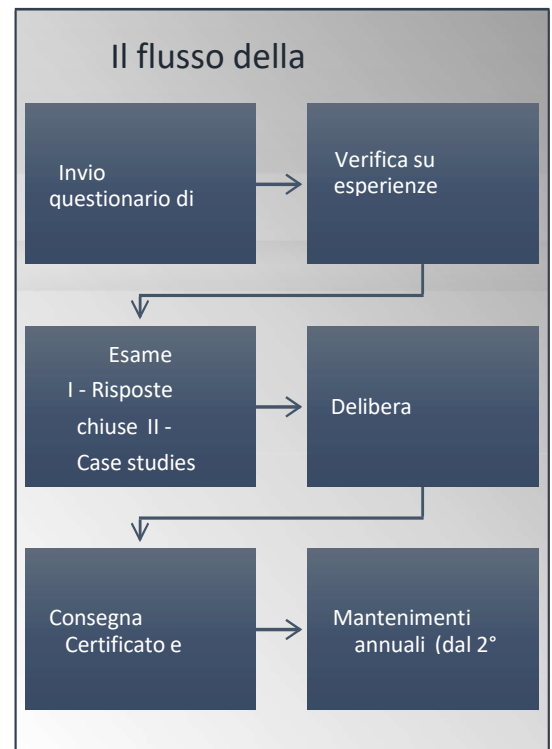 Il flusso della
Invio
questionario di
Verifica su
esperienze
Esame
I - Risposte
chiuse II -
Case studies
Delibera
Consegna
Certificato e
Mantenimenti
annuali (dal 2°